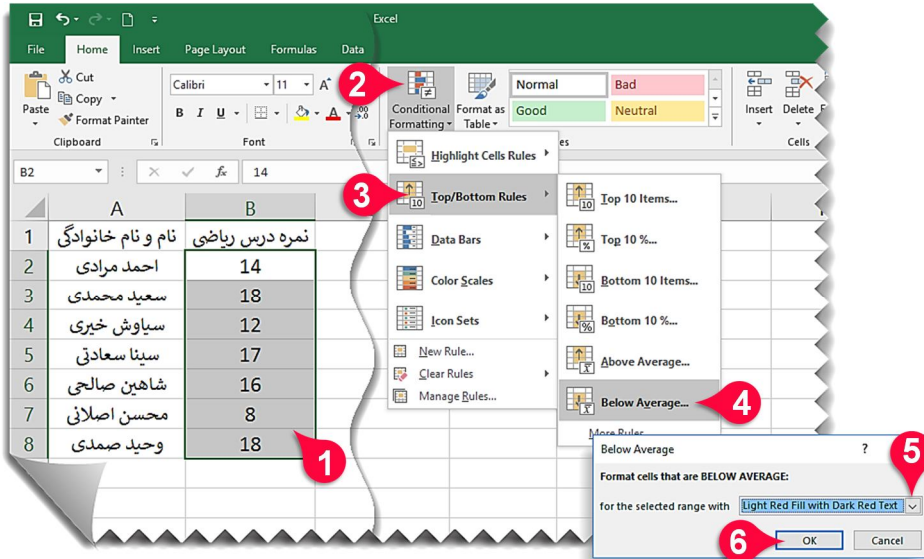 Excel
File Home Insert Page Layout Formulas Data
Paste
Cut
Copy
Format Painter
Clipboard
Calibri 11 A
B I U A
Font
2
Conditional Formatting
Format as Table
Normal Bad
Good Neutral
Insert Delete
Cells
B2 fx 14
Highlight Cells Rules
3
Top/Bottom Rules
Data Bars
Color Scales
Icon Sets
New Rule...
Clear Rules
Manage Rules...
Top 10 Items...
Top 10 %...
Bottom 10 Items...
Bottom 10 %...
Above Average...
Below Average...
4
More Rules
A B
1 نام و نام خانوادگی نمره درس ریاضی
2 احمد مرادی 14
3 سعید محمدی 18
4 سیاوش خیری 12
5 سینا سعادتی 17
6 شاهین صالحی 16
7 محسن اصلانی 8
8 وحید صمدی 18
1
Below Average ?
5
Format cells that are BELOW AVERAGE:
for the selected range with Light Red Fill with Dark Red Text
6
OK Cancel